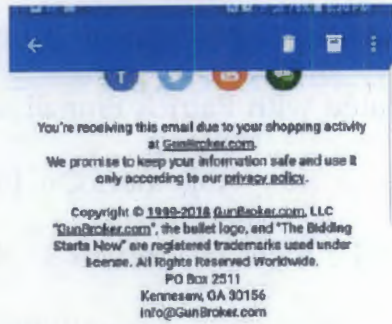 You're receiving this email due to your shopping activity
at GunBroker.com.
We promise to keep your information safe and use it
only according to our privacy policy.
Copyright © 1999-2018 GunBroker.com, LLC
"GunBroker.com", the bullet logo, and "The Bidding
Starts Now" are registered trademarks used under
license. All Rights Reserved Worldwide.
PO Box 2511
Kennesaw, GA 30156
info@GunBroker.com